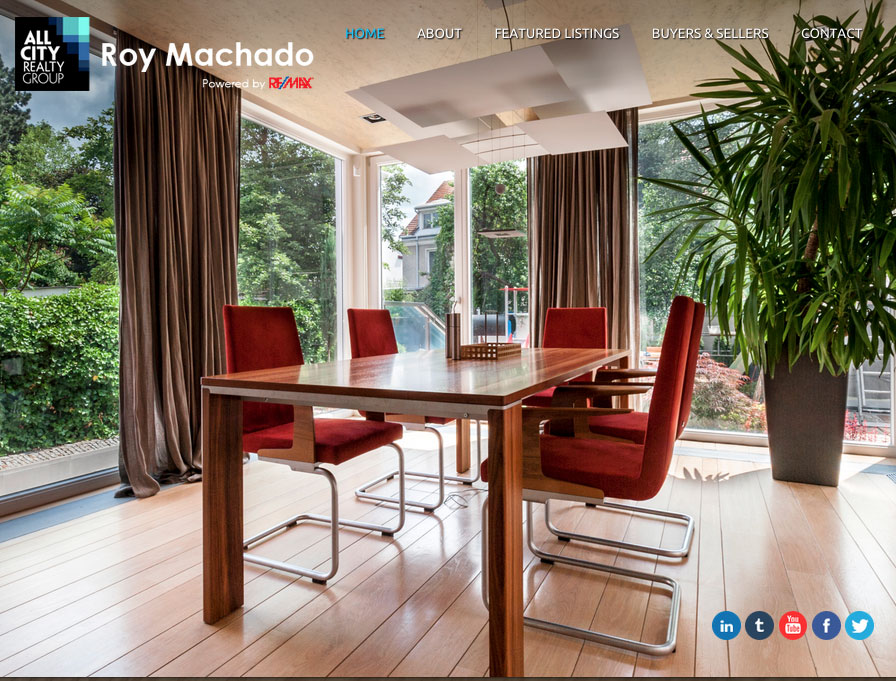 ALL
CITY
REALTY
GROUP
Roy Machado
Powered by RE/MAX
HOME ABOUT FEATURED LISTINGS BUYERS & SELLERS CONTACT
in t You Tube f